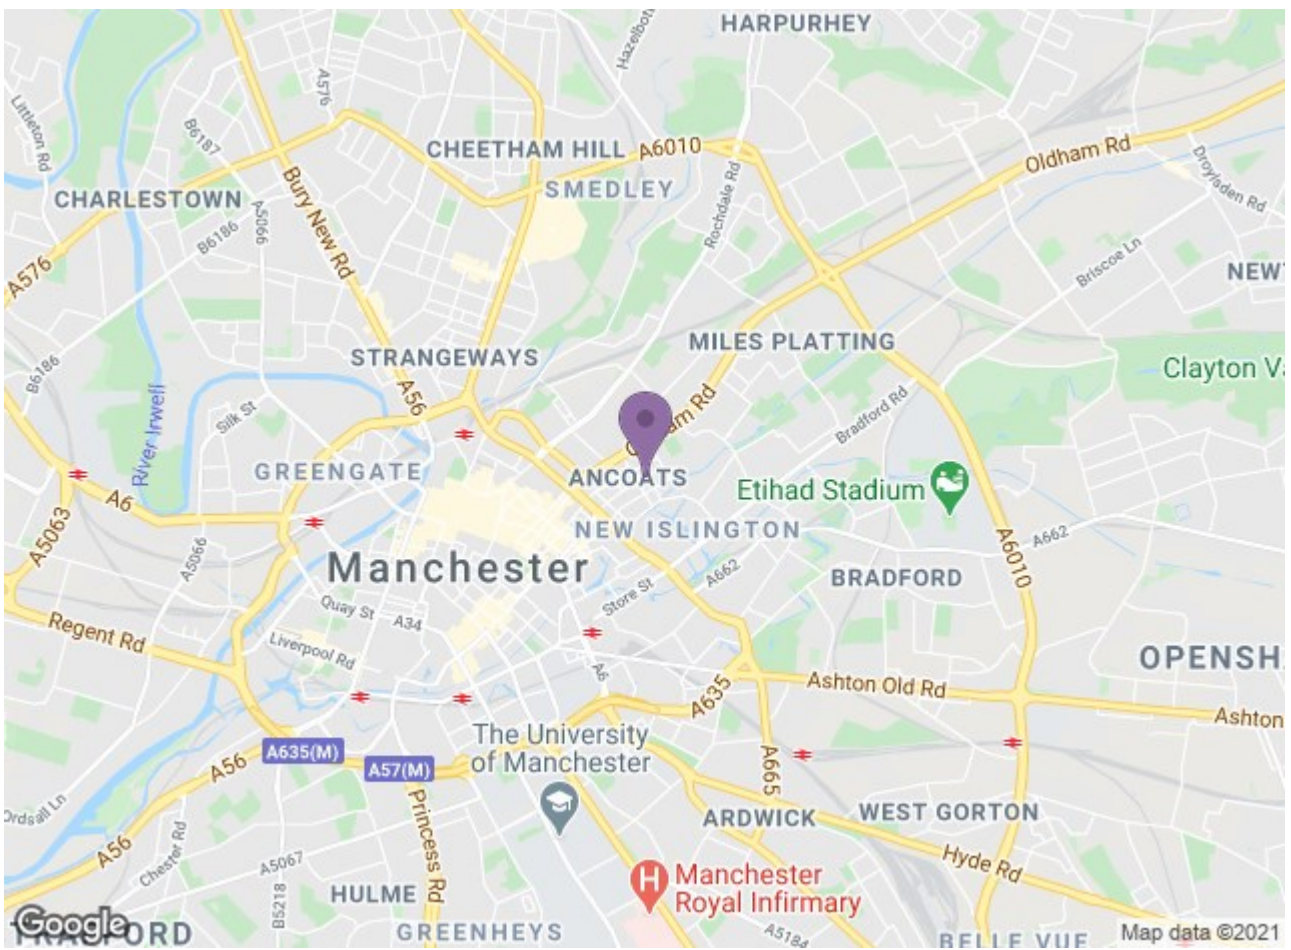 HARPURHEY
Hazelbott
A576
Littleton Rd
B6187
CHEETHAM HILL
A6010
Oldham Rd
SMEDLEY
Droylsden Rd
CHARLESTOWN
A5066
Bury New Rd
Rochdale Rd
B6186
Briscoe Ln
A576
NEW
MILES PLATTING
STRANGEWAYS
Clayton Va
B6186
A56
River Irwell
Silk St
Bradford Rd
GREENGATE
ANCOATS
Etihad Stadium
A6
NEW ISLINGTON
A5063
A5066
A6010
A662
Manchester
A662
BRADFORD
Store St
Quay St
A34
Regent Rd
Liverpool Rd
OPENSH
A6
A635
Ashton Old Rd
Ashton
The University
of Manchester
A635(M)
A56
A57(M)
A665
Princess Rd
Ordsall Ln
ARDWICK
WEST GORTON
A56
Chester Rd
A5067
Hyde Rd
HULME
B5218
Manchester
Royal Infirmary
Google
GREENHEYS
A5184
BELLE VUE
Map data ©2021